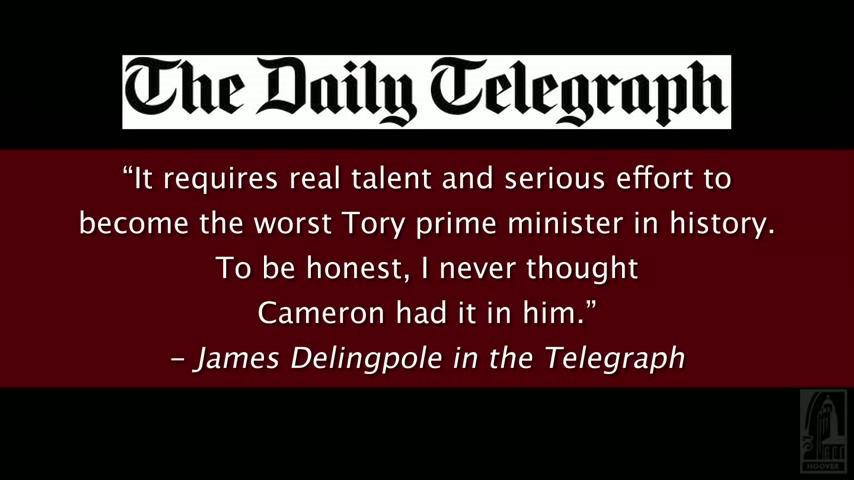 The Daily Telegraph
“It requires real talent and serious effort to
become the worst Tory prime minister in history.
To be honest, I never thought
Cameron had it in him.”
– James Delingpole in the Telegraph
HOOVER